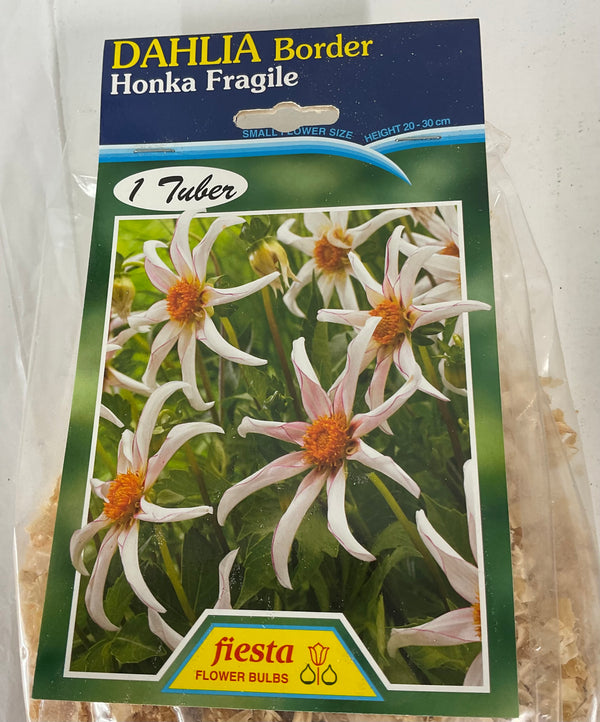 DAHLIA Border
Honka Fragile
SMALL FLOWER SIZE HEIGHT 20 - 30 cm
1 Tuber
fiesta
FLOWER BULBS